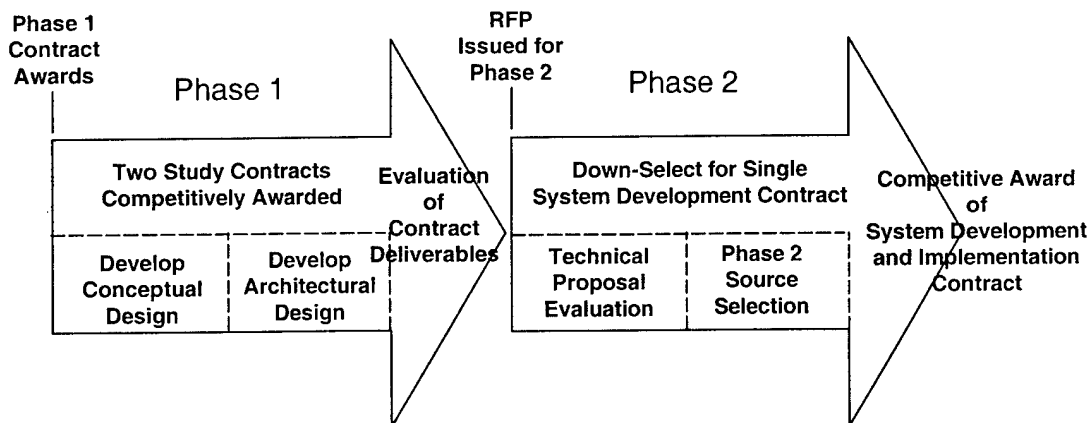 Phase 1
Contract
Awards
Phase 1
Two Study Contracts
Competitively Awarded
Develop
Conceptual
Design
Develop
Architectural
Design
Evaluation
of
Contract
Deliverables
RFP
Issued for
Phase 2
Phase 2
Down-Select for Single
System Development Contract
Technical
Proposal
Evaluation
Phase 2
Source
Selection
Competitive Award
of
System Development
and Implementation
Contract